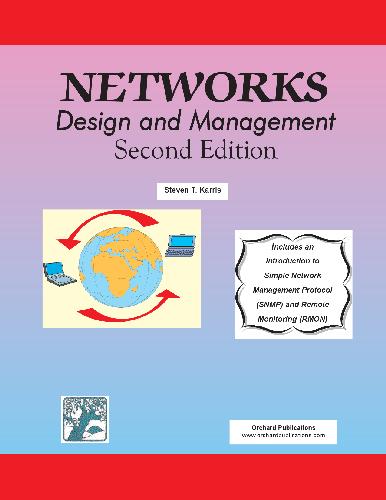 NETWORKS
Design and Management
Second Edition
Steven T. Karris
Includes an
Introduction to
Simple Network
Management Protocol
(SNMP) and Remote
Monitoring (RMON)
Orchard Publications
www.orchardpublications.com